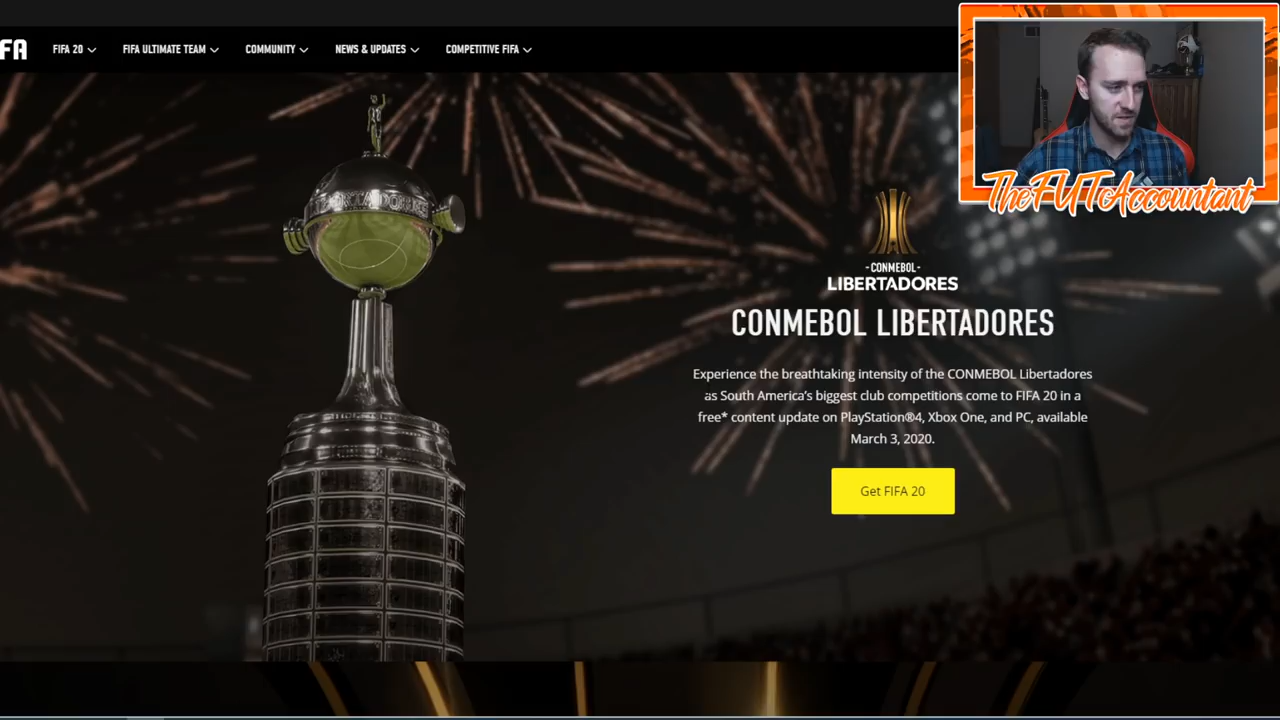 FA
FIFA 20
FIFA ULTIMATE TEAM
COMMUNITY
NEWS & UPDATES
COMPETITIVE FIFA
TheFUTAccountant
- CONMEBOL -
LIBERTADORES
CONMEBOL LIBERTADORES
Experience the breathtaking intensity of the CONMEBOL Libertadores
as South America's biggest club competitions come to FIFA 20 in a
free* content update on PlayStation®4, Xbox One, and PC, available
March 3, 2020.
Get FIFA 20